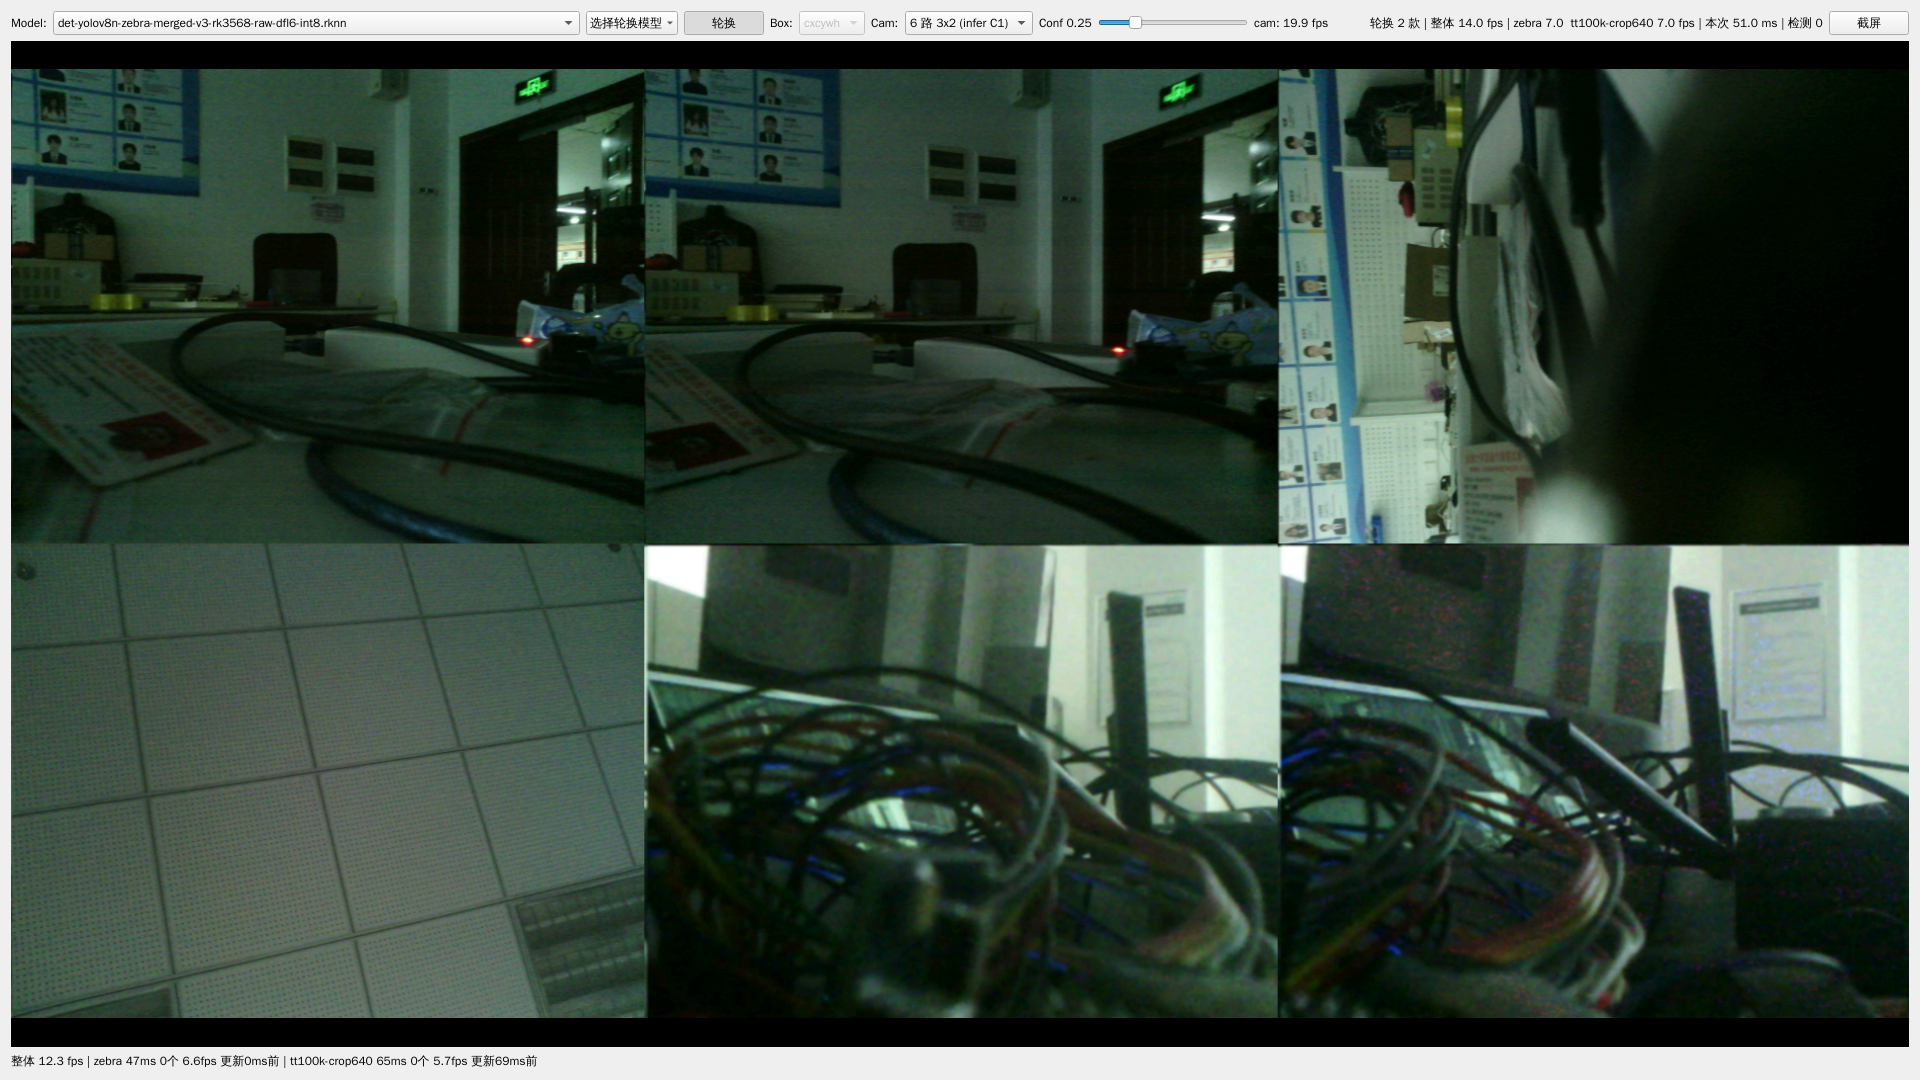 Model: det-yolov8n-zebra-merged-v3-rk3568-raw-dfl6-int8.rknn 选择轮换模型 轮换 Box: cxcywh Cam: 6 路 3x2 (infer C1) Conf 0.25 cam: 19.9 fps 轮换 2 款 | 整体 14.0 fps | zebra 7.0 tt100k-crop640 7.0 fps | 本次 51.0 ms | 检测 0 截屏
整体 12.3 fps | zebra 47ms 0个 6.6fps 更新0ms前 | tt100k-crop640 65ms 0个 5.7fps 更新69ms前